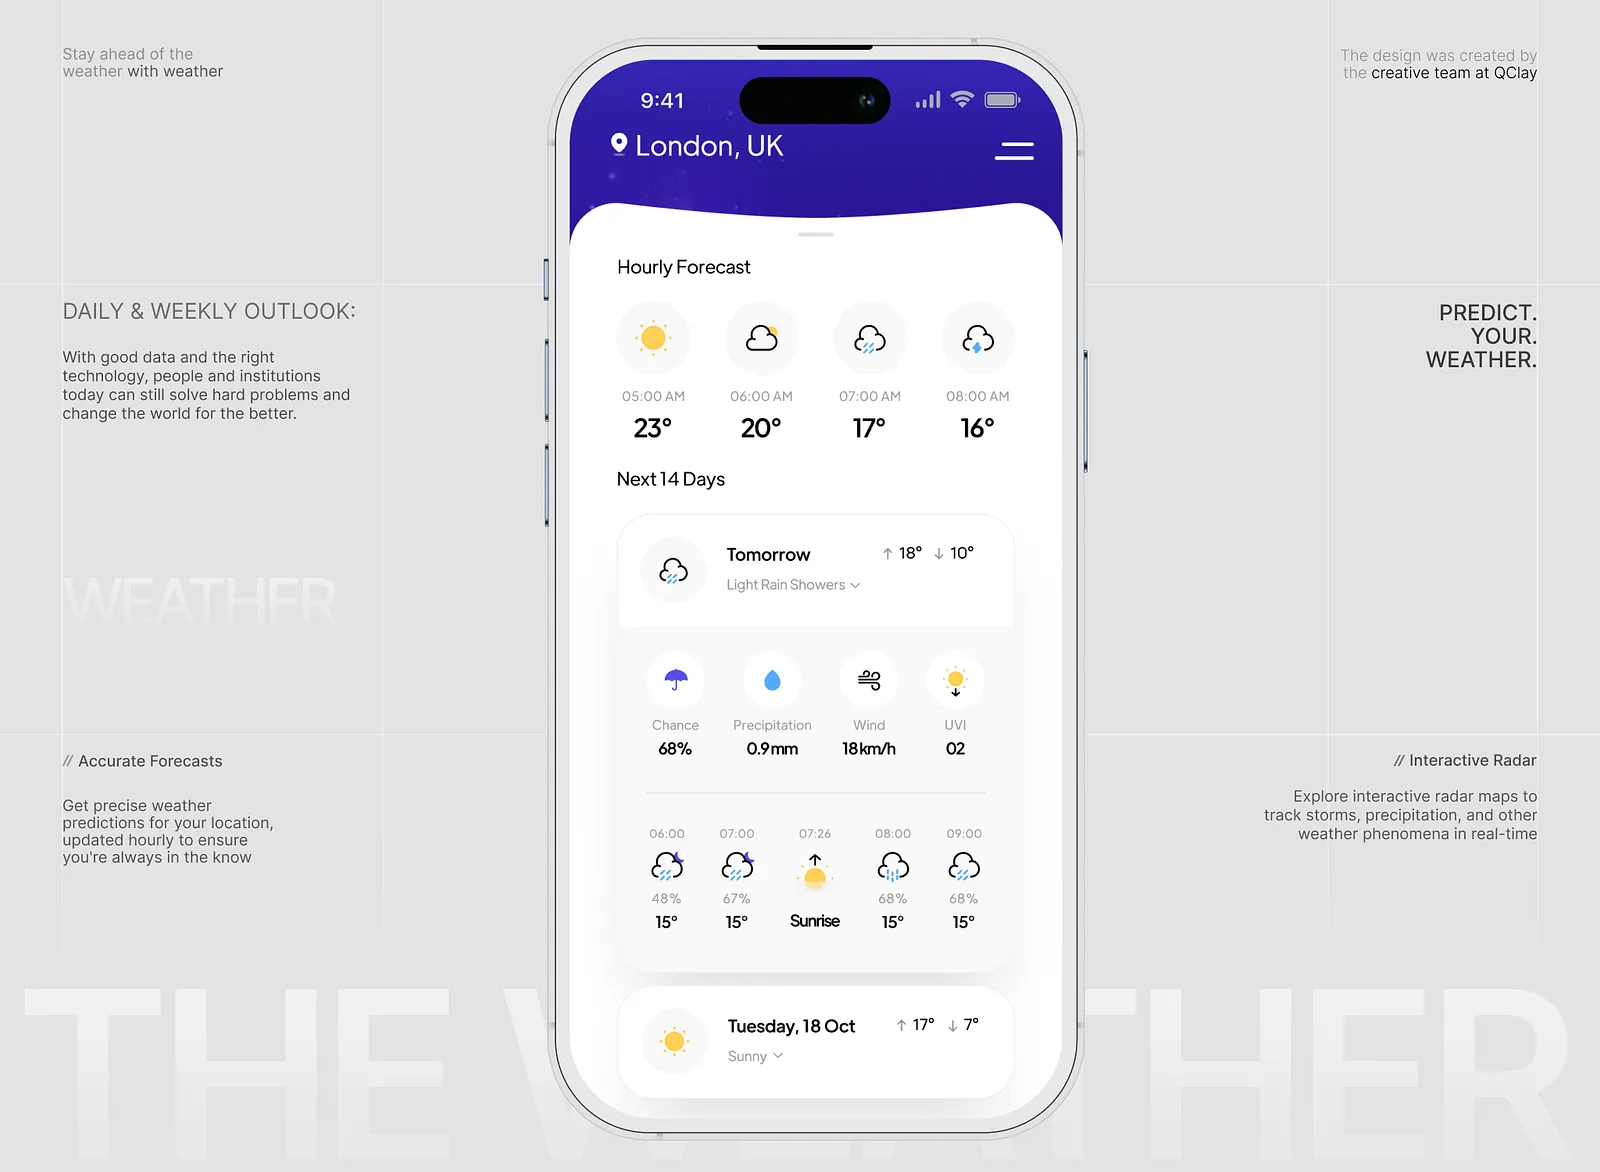 Stay ahead of the
weather with weather
The design was created by
the creative team at QClay
DAILY & WEEKLY OUTLOOK:
With good data and the right
technology, people and institutions
today can still solve hard problems and
change the world for the better.
PREDICT.
YOUR.
WEATHER.
WEATHER
// Accurate Forecasts
Get precise weather
predictions for your location,
updated hourly to ensure
you're always in the know
// Interactive Radar
Explore interactive radar maps to
track storms, precipitation, and other
weather phenomena in real-time
9:41
London, UK
Hourly Forecast
05:00 AM 06:00 AM 07:00 AM 08:00 AM
23° 20° 17° 16°
Next 14 Days
Tomorrow ↑ 18° ↓ 10°
Light Rain Showers
Chance Precipitation Wind UVI
68% 0.9mm 18km/h 02
06:00 07:00 07:26 08:00 09:00
48% 67% 68% 68%
15° 15° Sunrise 15° 15°
Tuesday, 18 Oct ↑ 17° ↓ 7°
Sunny
THE WEATHER